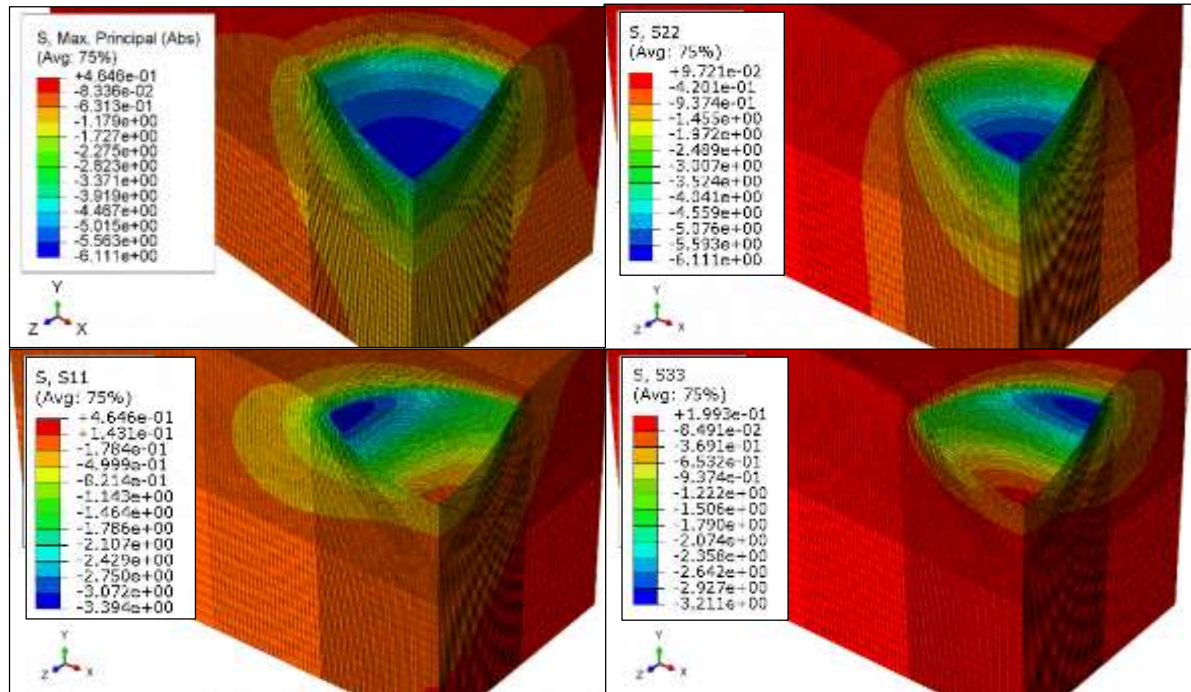 S, Max. Principal (Abs)
(Avg: 75%)
+4.646e-01
-8.336e-02
-6.313e-01
-1.179e+00
-1.727e+00
-2.275e+00
-2.823e+00
-3.371e+00
-3.919e+00
-4.467e+00
-5.015e+00
-5.563e+00
-6.111e+00
Y
Z
X
S, S22
(Avg: 75%)
+9.721e-02
-4.201e-01
-9.374e-01
-1.455e+00
-1.972e+00
-2.489e+00
-3.007e+00
-3.524e+00
-4.041e+00
-4.559e+00
-5.076e+00
-5.593e+00
-6.111e+00
Y
Z
X
S, S11
(Avg: 75%)
+4.646e-01
+1.431e-01
-1.784e-01
-4.999e-01
-8.214e-01
-1.143e+00
-1.464e+00
-1.786e+00
-2.107e+00
-2.429e+00
-2.750e+00
-3.072e+00
-3.394e+00
Y
Z
X
S, S33
(Avg: 75%)
+1.993e-01
-8.491e-02
-3.691e-01
-6.532e-01
-9.374e-01
-1.222e+00
-1.506e+00
-1.790e+00
-2.074e+00
-2.358e+00
-2.642e+00
-2.927e+00
-3.211e+00
Y
Z
X